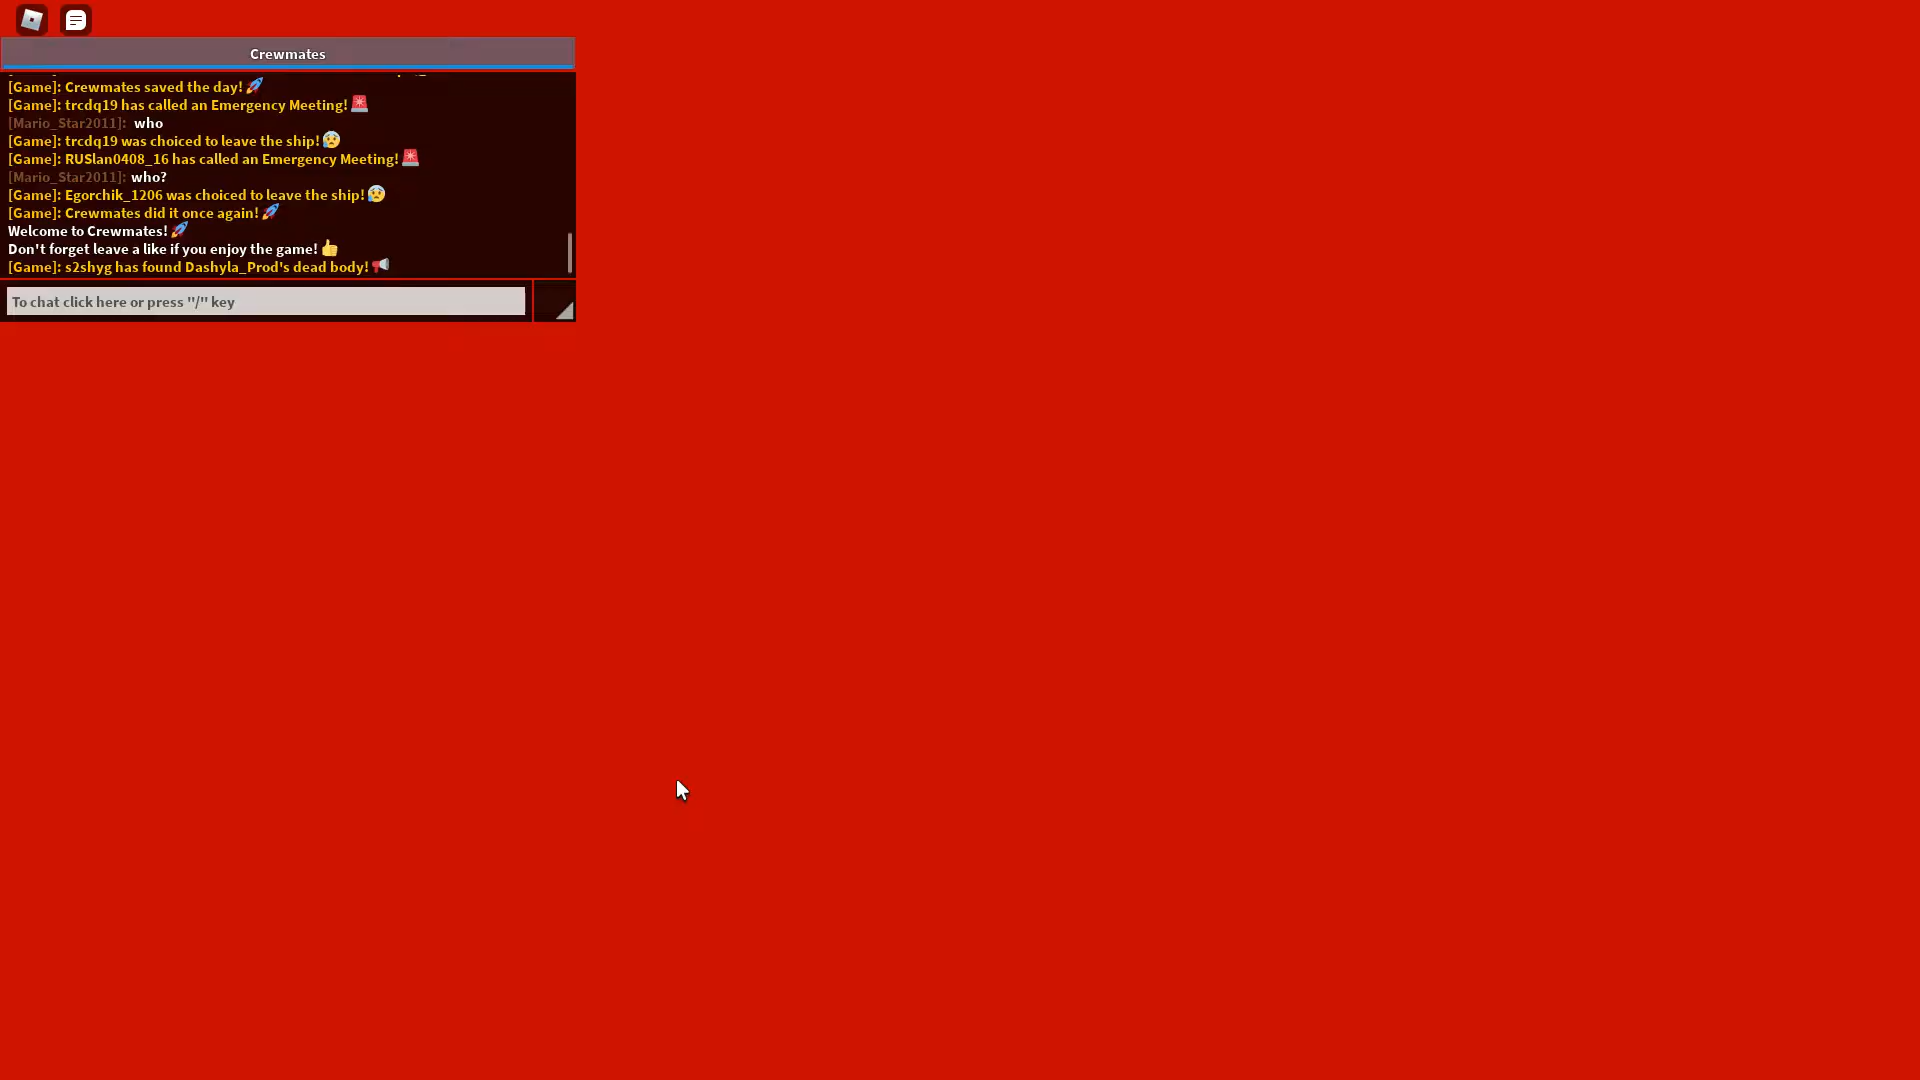 Crewmates
[Game]: Crewmates saved the day!🚀
[Game]: trcdq19 has called an Emergency Meeting!🚨
[Mario_Star2011]: who
[Game]: trcdq19 was choiced to leave the ship!😰
[Game]: RUSlan0408_16 has called an Emergency Meeting!🚨
[Mario_Star2011]: who?
[Game]: Egorchik_1206 was choiced to leave the ship!😰
[Game]: Crewmates did it once again!🚀
Welcome to Crewmates!🚀
Don't forget leave a like if you enjoy the game!👍
[Game]: s2shyg has found Dashyla_Prod's dead body!📢
To chat click here or press "/" key